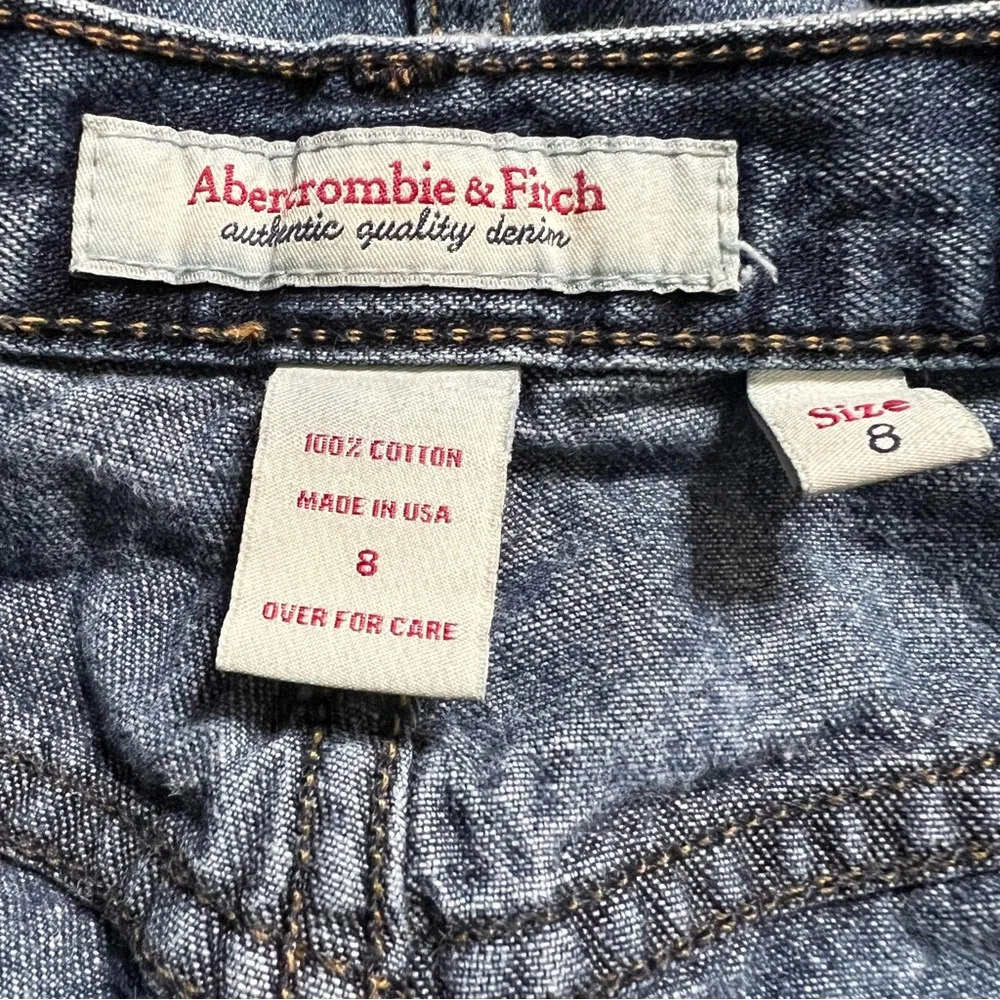 Abercrombie & Fitch
authentic quality denim
100% COTTON
MADE IN USA
8
OVER FOR CARE
Size
8